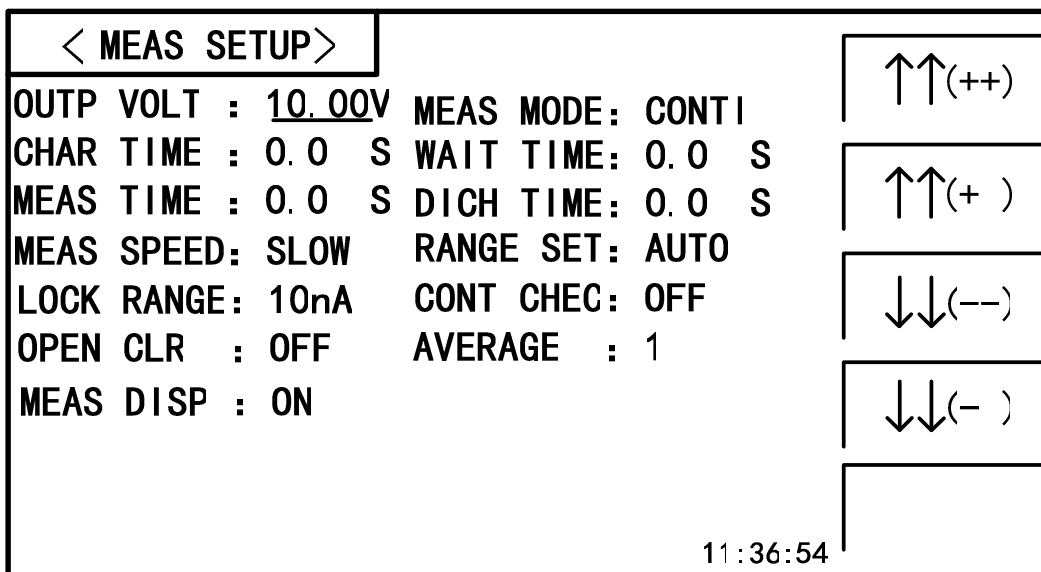 < MEAS SETUP>
OUTP VOLT : 10.00V MEAS MODE: CONTI
CHAR TIME : 0.0 S WAIT TIME: 0.0 S
MEAS TIME : 0.0 S DICH TIME: 0.0 S
MEAS SPEED: SLOW RANGE SET: AUTO
LOCK RANGE: 10nA CONT CHEC: OFF
OPEN CLR : OFF AVERAGE : 1
MEAS DISP : ON
↑↑(++)
↑↑(+ )
↓↓(--)
↓↓(- )
11:36:54